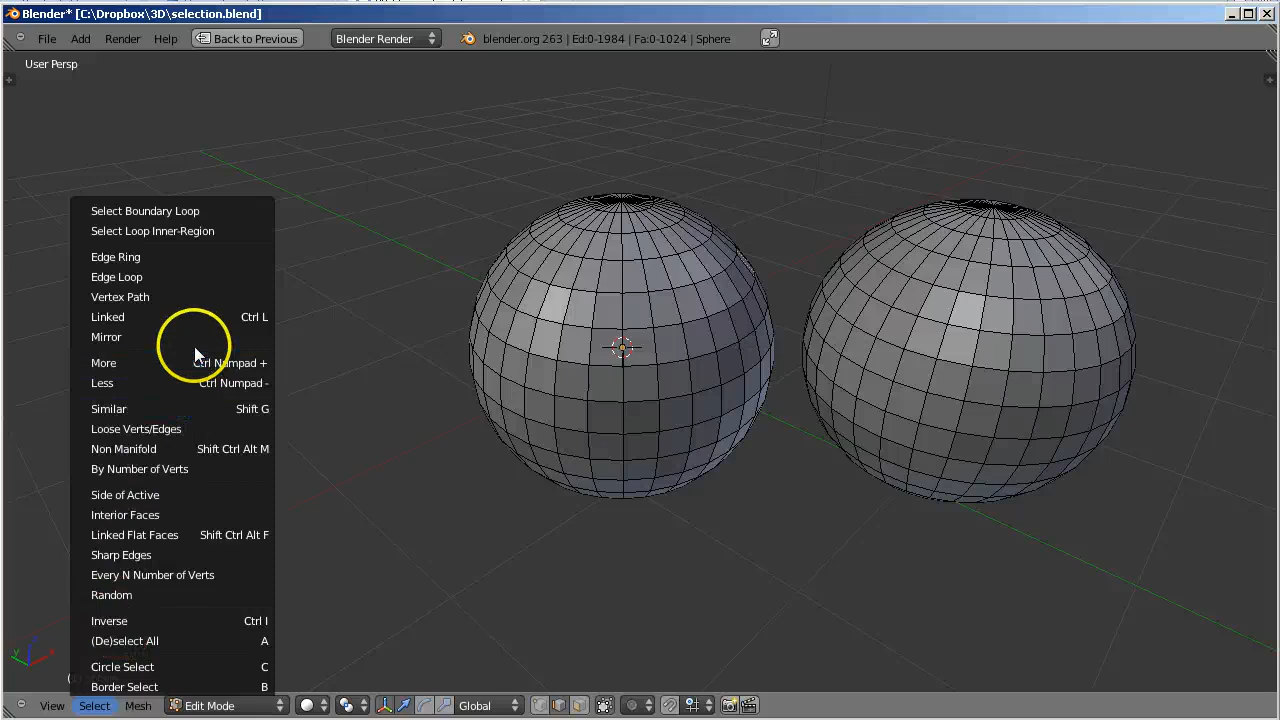 Blender* [C:\Dropbox\3D\selection.blend]
File Add Render Help Back to Previous Blender Render blender.org 263 | Ed:0-1984 | Fa:0-1024 | Sphere
User Persp
Select Boundary Loop
Select Loop Inner-Region
Edge Ring
Edge Loop
Vertex Path
Linked Ctrl L
Mirror
More Ctrl Numpad +
Less Ctrl Numpad -
Similar Shift G
Loose Verts/Edges
Non Manifold Shift Ctrl Alt M
By Number of Verts
Side of Active
Interior Faces
Linked Flat Faces Shift Ctrl Alt F
Sharp Edges
Every N Number of Verts
Random
Inverse Ctrl I
(De)select All A
Circle Select C
Border Select B
View Select Mesh Edit Mode Global